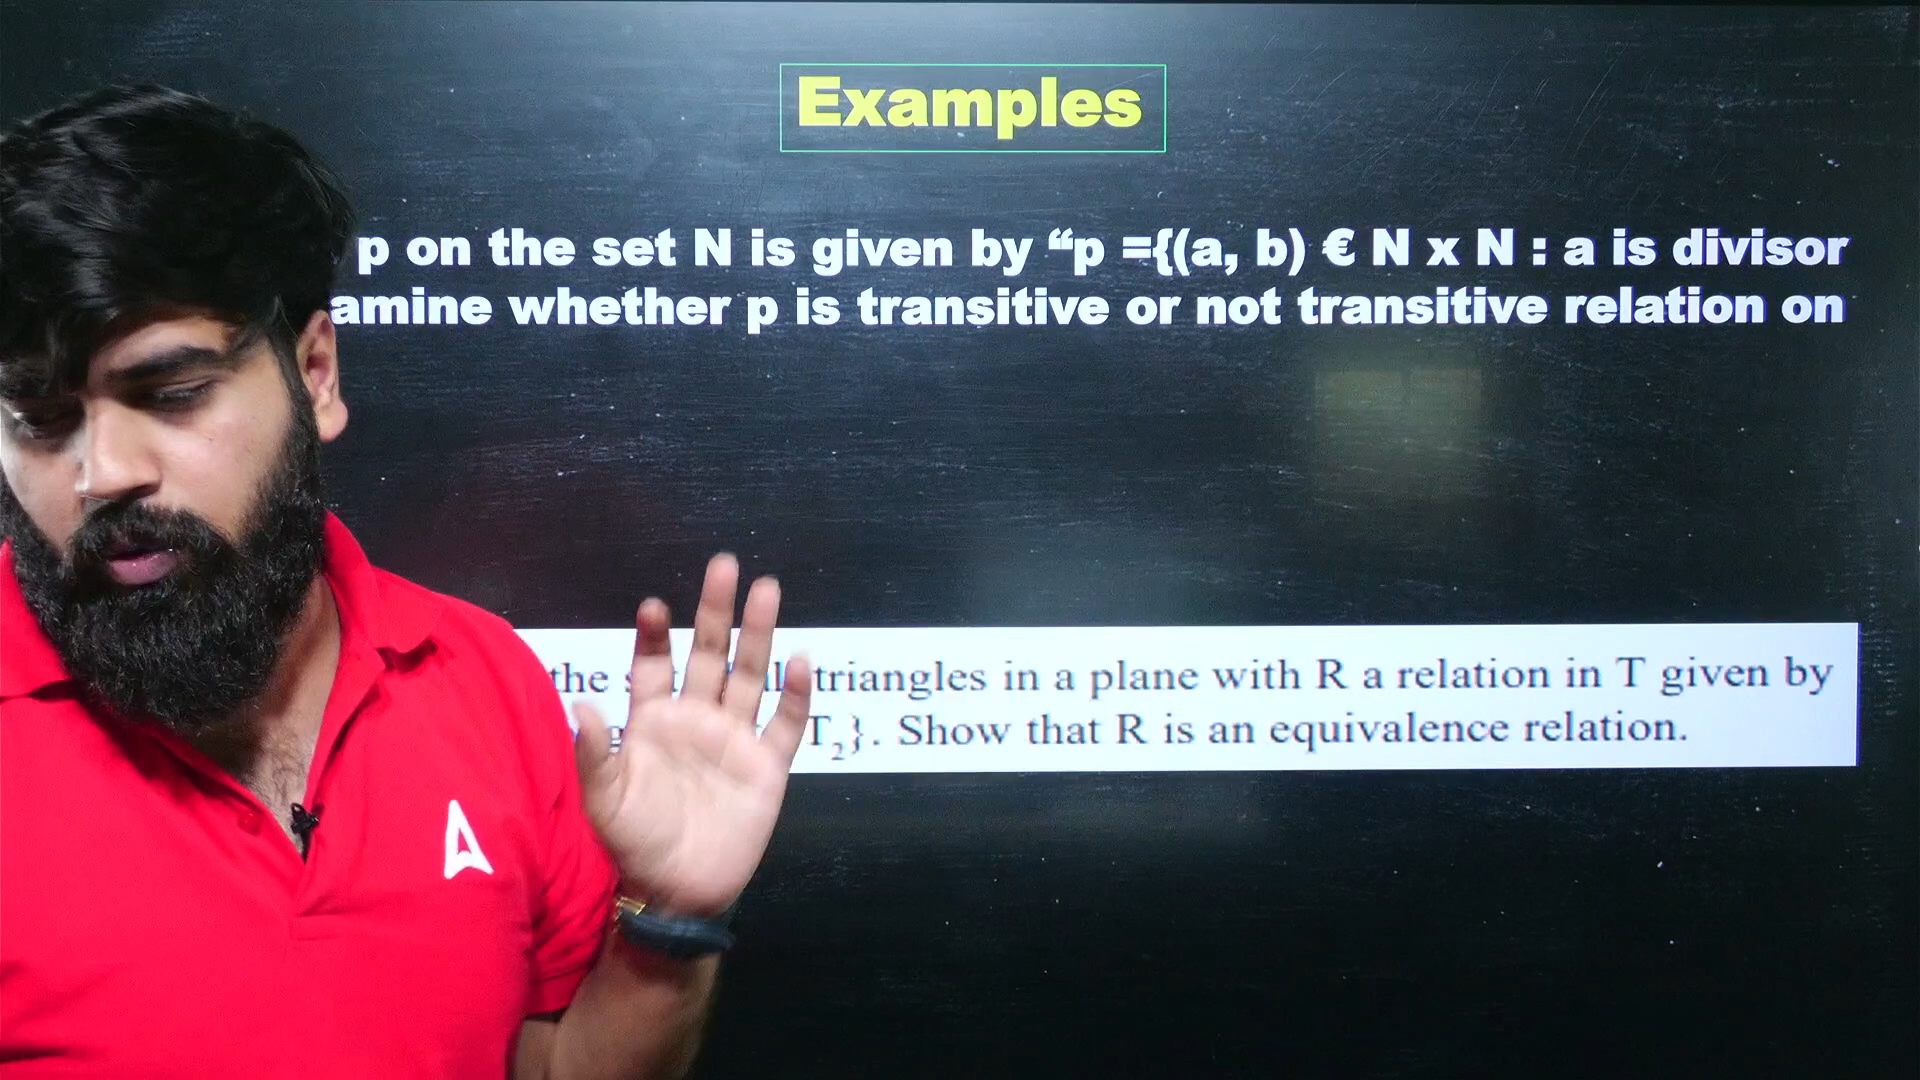 Examples
p on the set N is given by “p ={(a, b) € N x N : a is divisor
amine whether p is transitive or not transitive relation on
the triangles in a plane with R a relation in T given by
T₂}. Show that R is an equivalence relation.